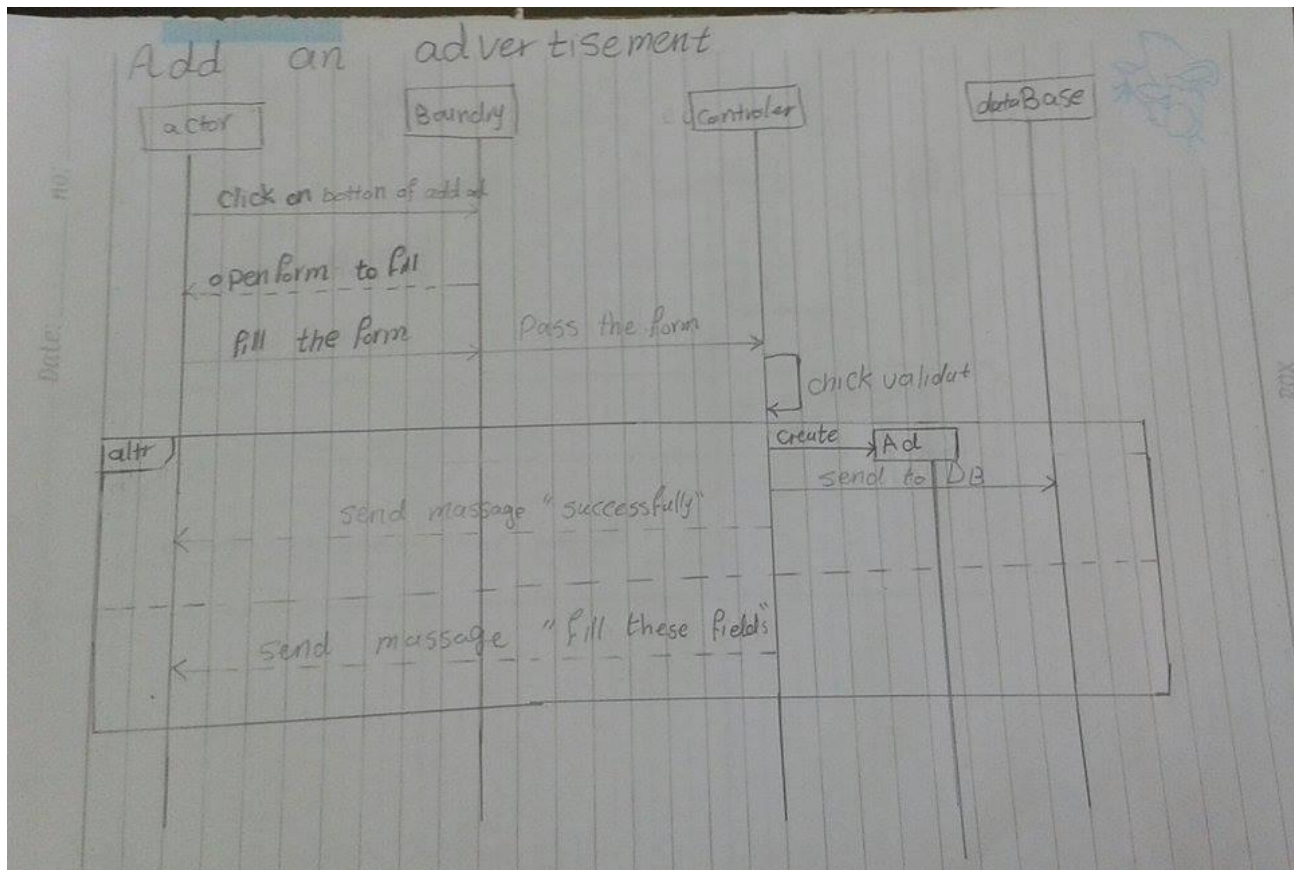 Add an advertisement
actor
Boundry
Controler
dataBase
click on botton of add ad
open form to fill
fill the form
Pass the form
chick validat
altr
create
Ad
send to DB
send massage "successfully"
send massage "fill these fields"
no:
Date: